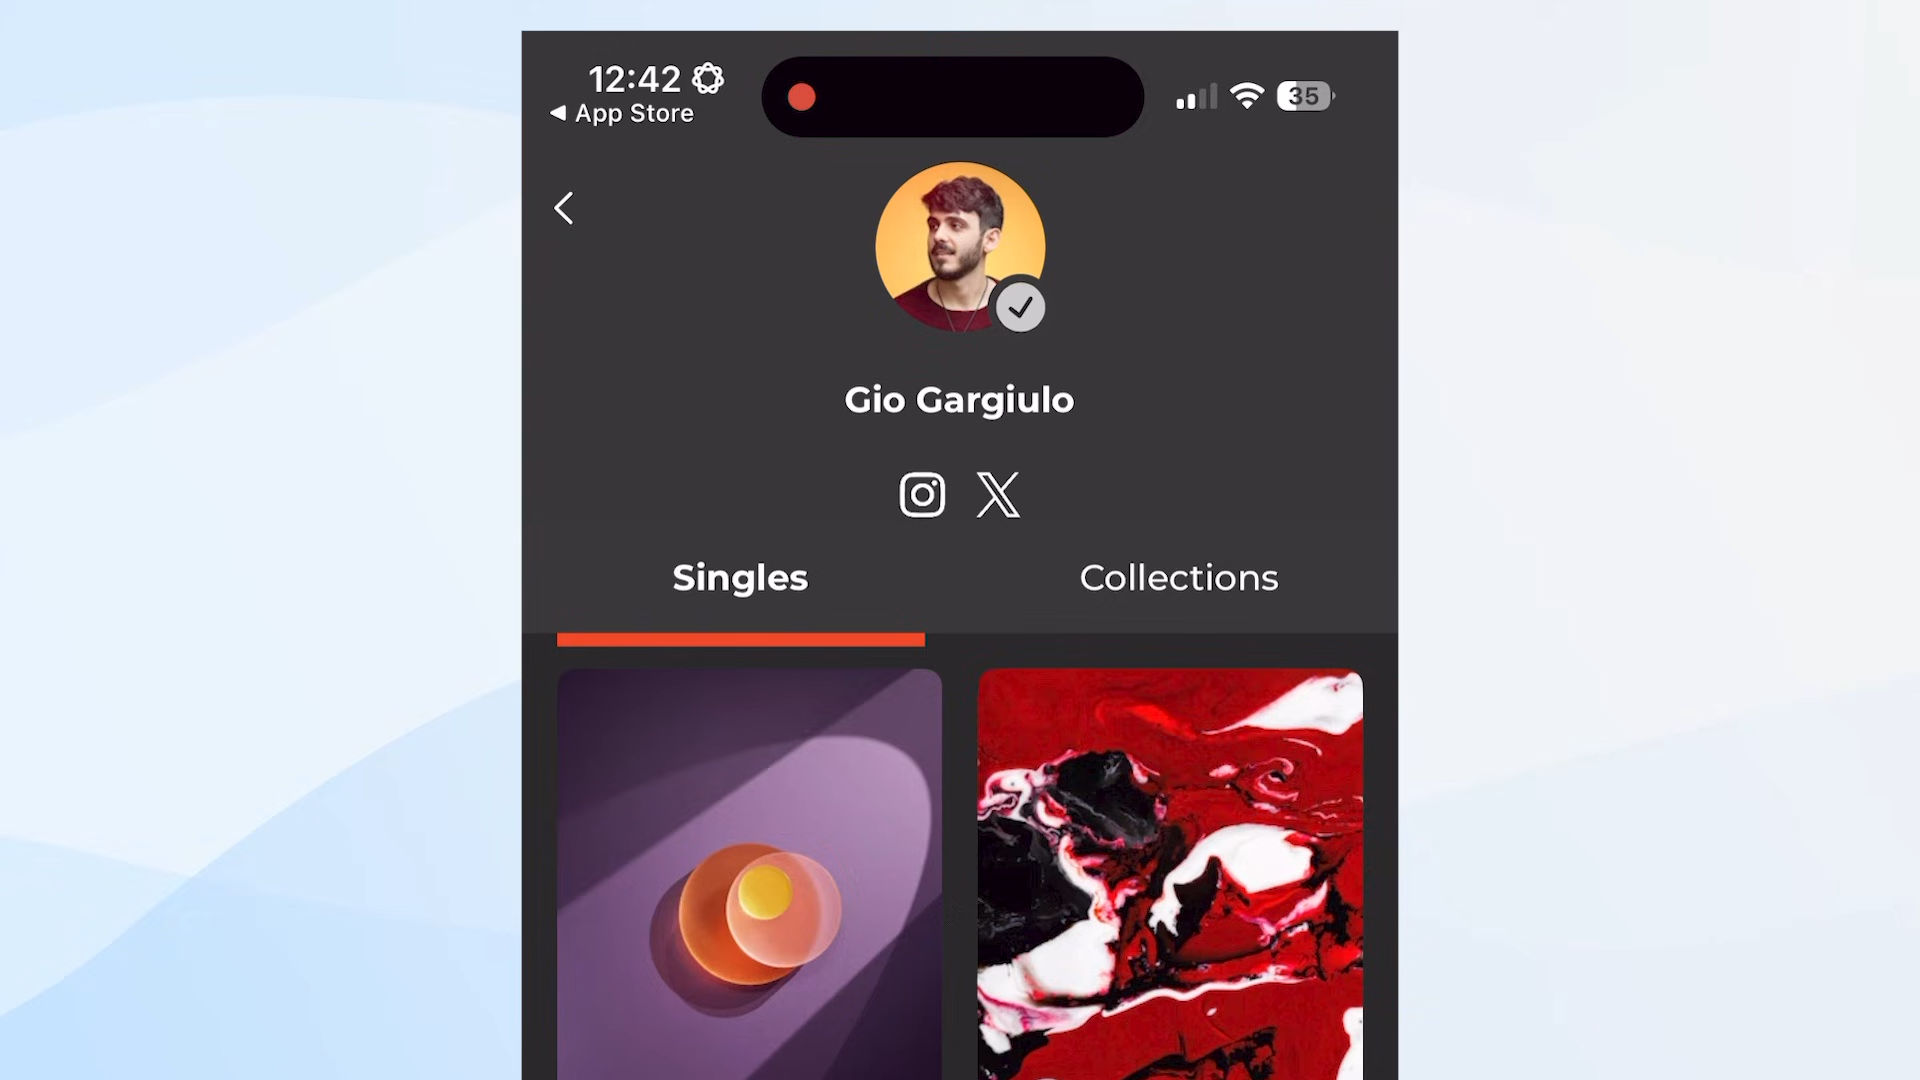 12:42
◀ App Store
35
Gio Gargiulo
Singles
Collections